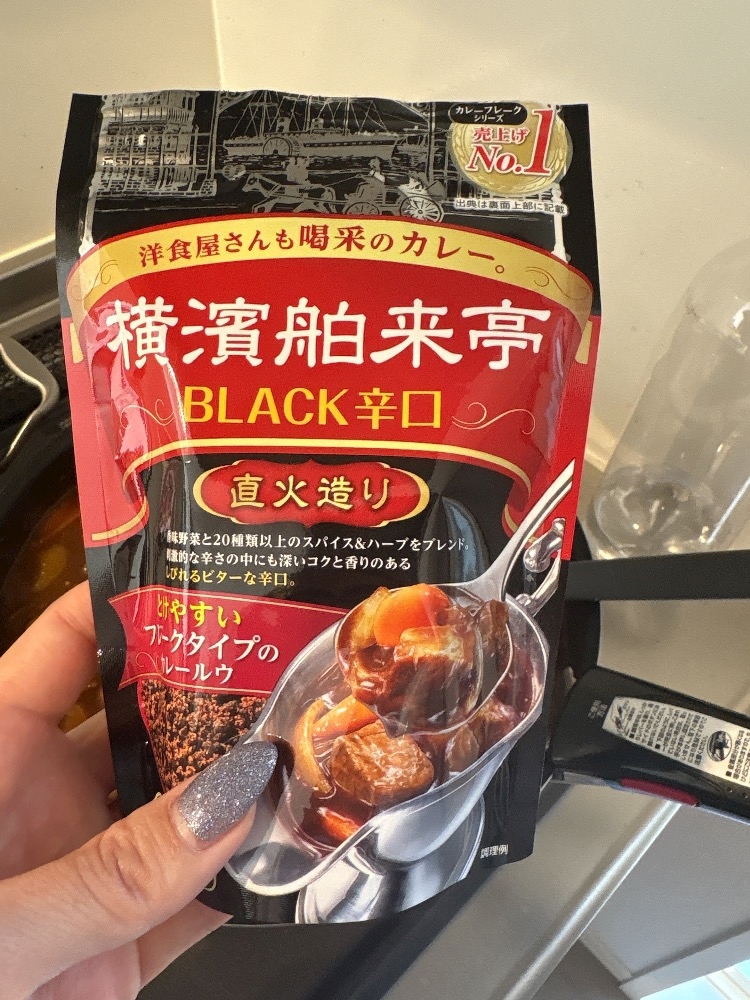 カレーフレーク
シリーズ
売上げ
No.1
出典は裏面上部に記載
洋食屋さんも喝采のカレー。
横濱舶来亭
BLACK辛口
直火造り
味野菜と20種類以上のスパイス&ハーブをブレンド。
刺激的な辛さの中にも深いコクと香りのある
しびれるビターな辛口。
とけやすい
フレークタイプの
カレールウ
調理例